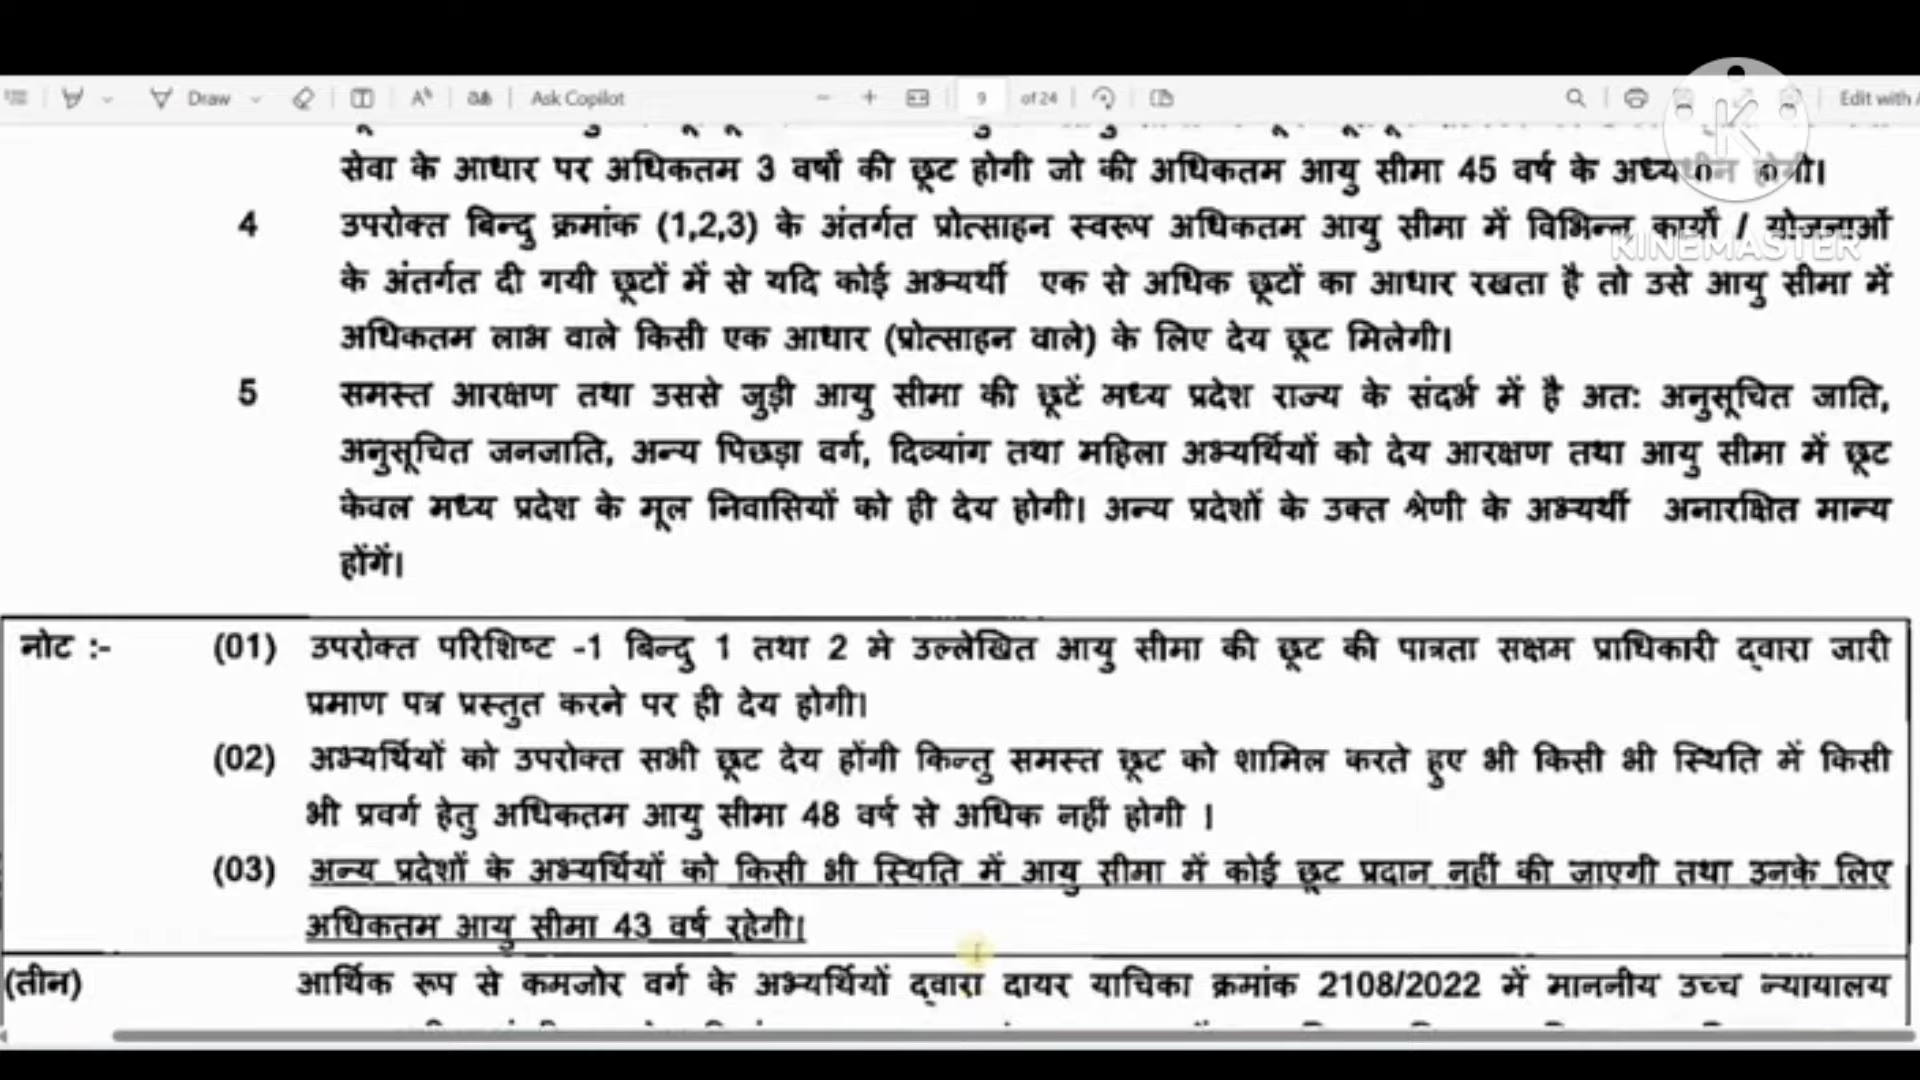 Draw
Ask Copilot
9 of 24
Edit with
KINEMASTER
सेवा के आधार पर अधिकतम 3 वर्षों की छूट होगी जो की अधिकतम आयु सीमा 45 वर्ष के अध्यधीन होगी।
4 उपरोक्त बिन्दु क्रमांक (1,2,3) के अंतर्गत प्रोत्साहन स्वरूप अधिकतम आयु सीमा में विभिन्न कार्यों / योजनाओं
के अंतर्गत दी गयी छूटों में से यदि कोई अभ्यर्थी एक से अधिक छूटों का आधार रखता है तो उसे आयु सीमा में
अधिकतम लाभ वाले किसी एक आधार (प्रोत्साहन वाले) के लिए देय छूट मिलेगी।
5 समस्त आरक्षण तथा उससे जुड़ी आयु सीमा की छूटें मध्य प्रदेश राज्य के संदर्भ में है अत: अनुसूचित जाति,
अनुसूचित जनजाति, अन्य पिछड़ा वर्ग, दिव्यांग तथा महिला अभ्यर्थियों को देय आरक्षण तथा आयु सीमा में छूट
केवल मध्य प्रदेश के मूल निवासियों को ही देय होगी। अन्य प्रदेशों के उक्त श्रेणी के अभ्यर्थी अनारक्षित मान्य
होंगें।
नोट :- (01) उपरोक्त परिशिष्ट -1 बिन्दु 1 तथा 2 मे उल्लेखित आयु सीमा की छूट की पात्रता सक्षम प्राधिकारी द्वारा जारी
प्रमाण पत्र प्रस्तुत करने पर ही देय होगी।
(02) अभ्यर्थियों को उपरोक्त सभी छूट देय होंगी किन्तु समस्त छूट को शामिल करते हुए भी किसी भी स्थिति में किसी
भी प्रवर्ग हेतु अधिकतम आयु सीमा 48 वर्ष से अधिक नहीं होगी ।
(03) अन्य प्रदेशों के अभ्यर्थियों को किसी भी स्थिति में आयु सीमा में कोई छूट प्रदान नहीं की जाएगी तथा उनके लिए
अधिकतम आयु सीमा 43 वर्ष रहेगी।
(तीन) आर्थिक रूप से कमजोर वर्ग के अभ्यर्थियों द्वारा दायर याचिका क्रमांक 2108/2022 में माननीय उच्च न्यायालय